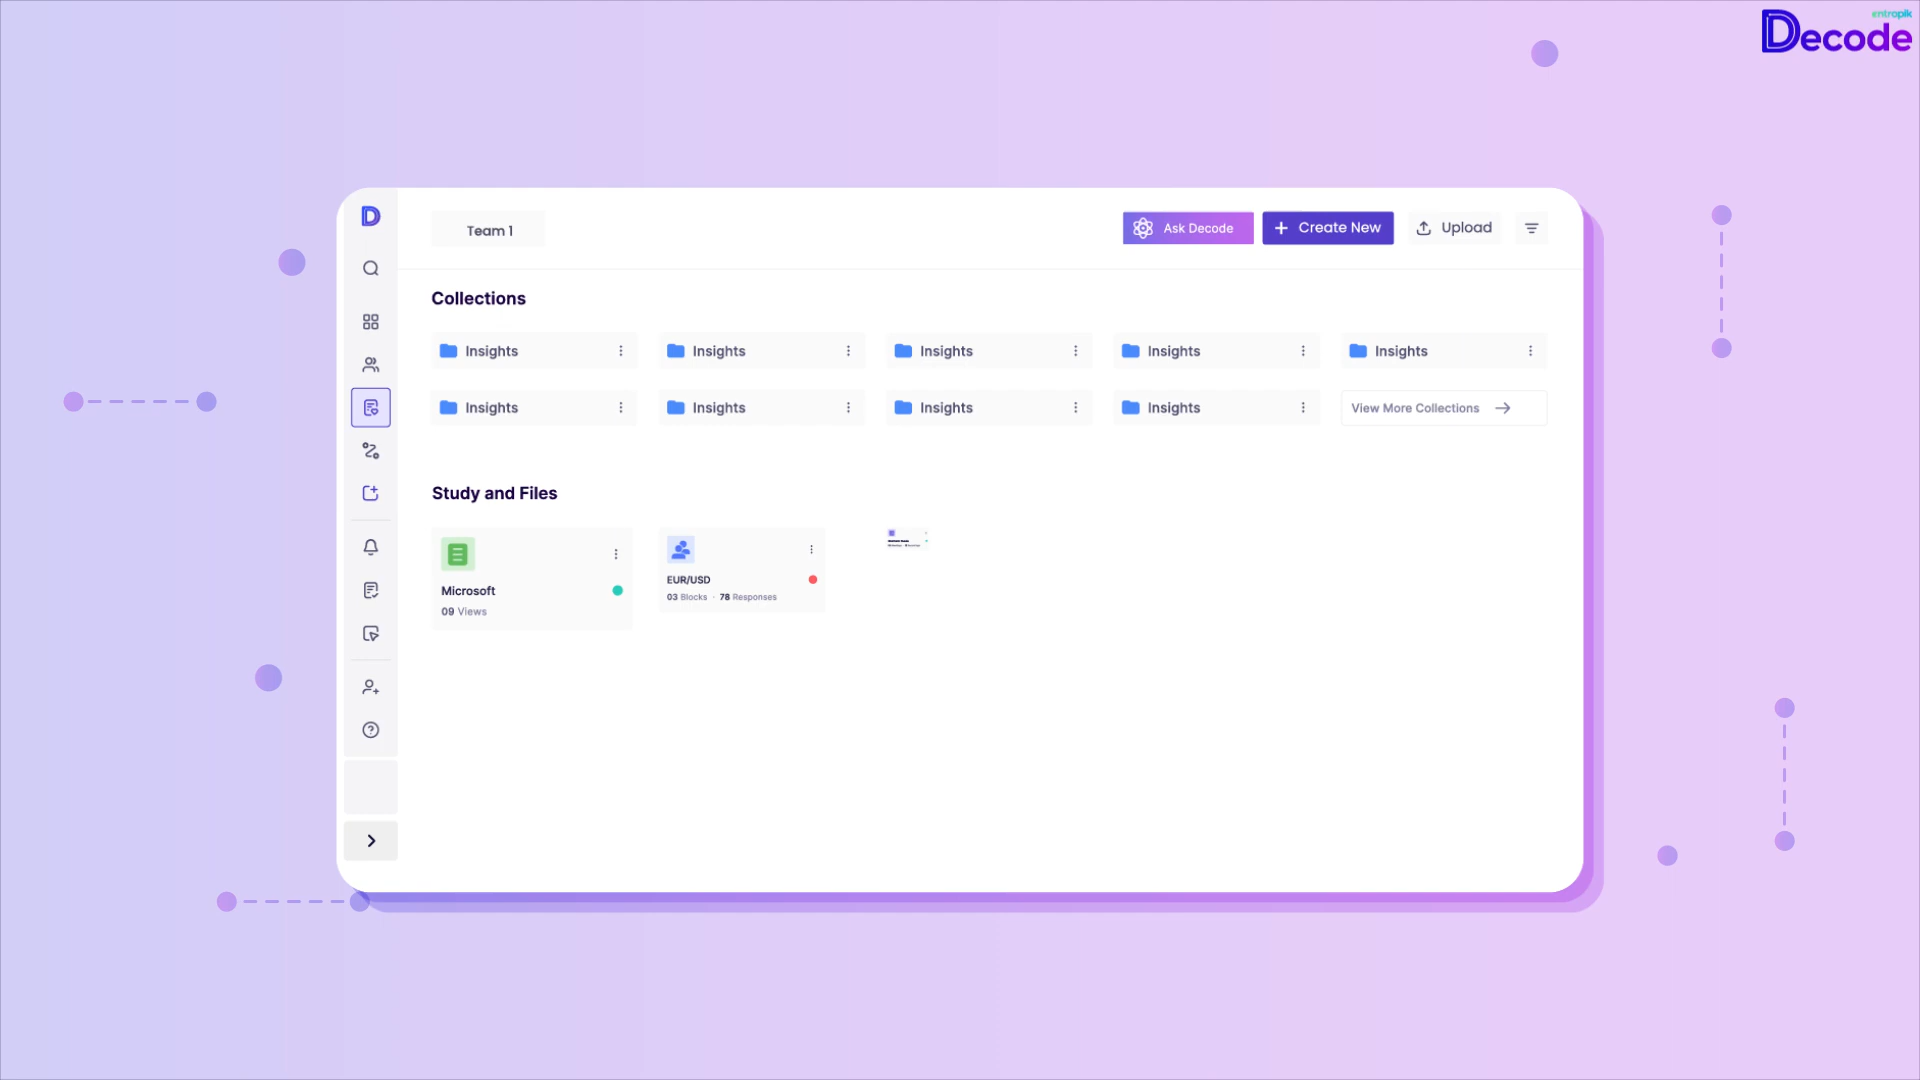 entropik
Decode
D
Team 1
Ask Decode
+ Create New
Upload
Collections
Insights
Insights
Insights
Insights
Insights
Insights
Insights
Insights
Insights
View More Collections →
Study and Files
Microsoft
09 Views
EUR/USD
03 Blocks · 78 Responses